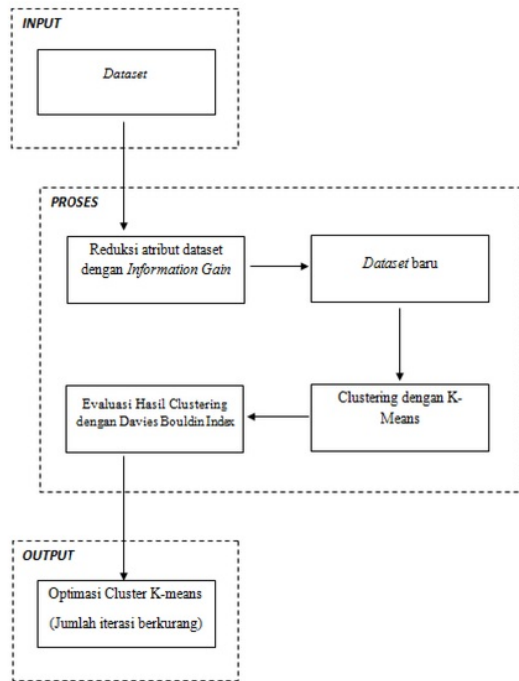 INPUT
Dataset
PROSES
Reduksi atribut dataset
dengan Information Gain
Dataset baru
Clustering dengan K-
Means
Evaluasi Hasil Clustering
dengan Davies Bouldin Index
OUTPUT
Optimasi Cluster K-means
(Jumlah iterasi berkurang)